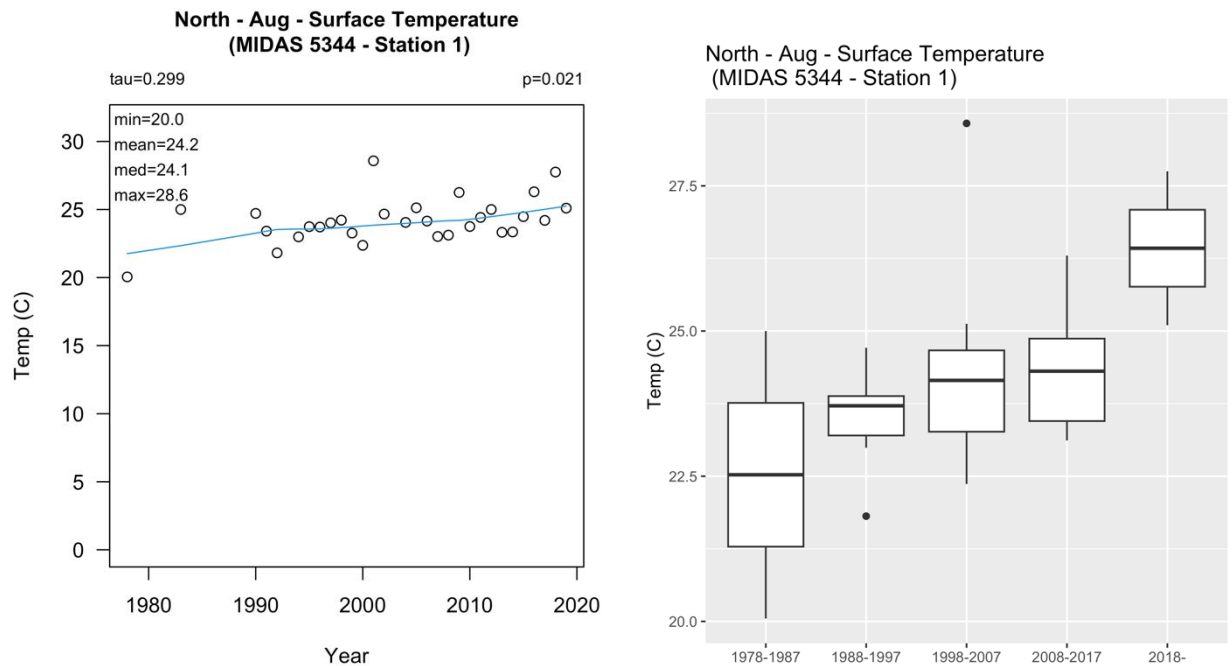 North - Aug - Surface Temperature
(MIDAS 5344 - Station 1)
tau=0.299
p=0.021
min=20.0
mean=24.2
med=24.1
max=28.6
30
25
20
15
10
5
0
Temp (C)
1980
1990
2000
2010
2020
Year
North - Aug - Surface Temperature
(MIDAS 5344 - Station 1)
27.5
25.0
22.5
20.0
Temp (C)
1978-1987
1988-1997
1998-2007
2008-2017
2018-